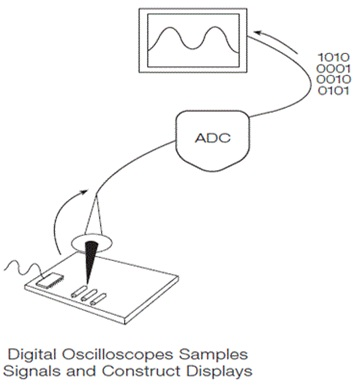 1010
0001
0010
0101
ADC
Digital Oscilloscopes Samples
Signals and Construct Displays